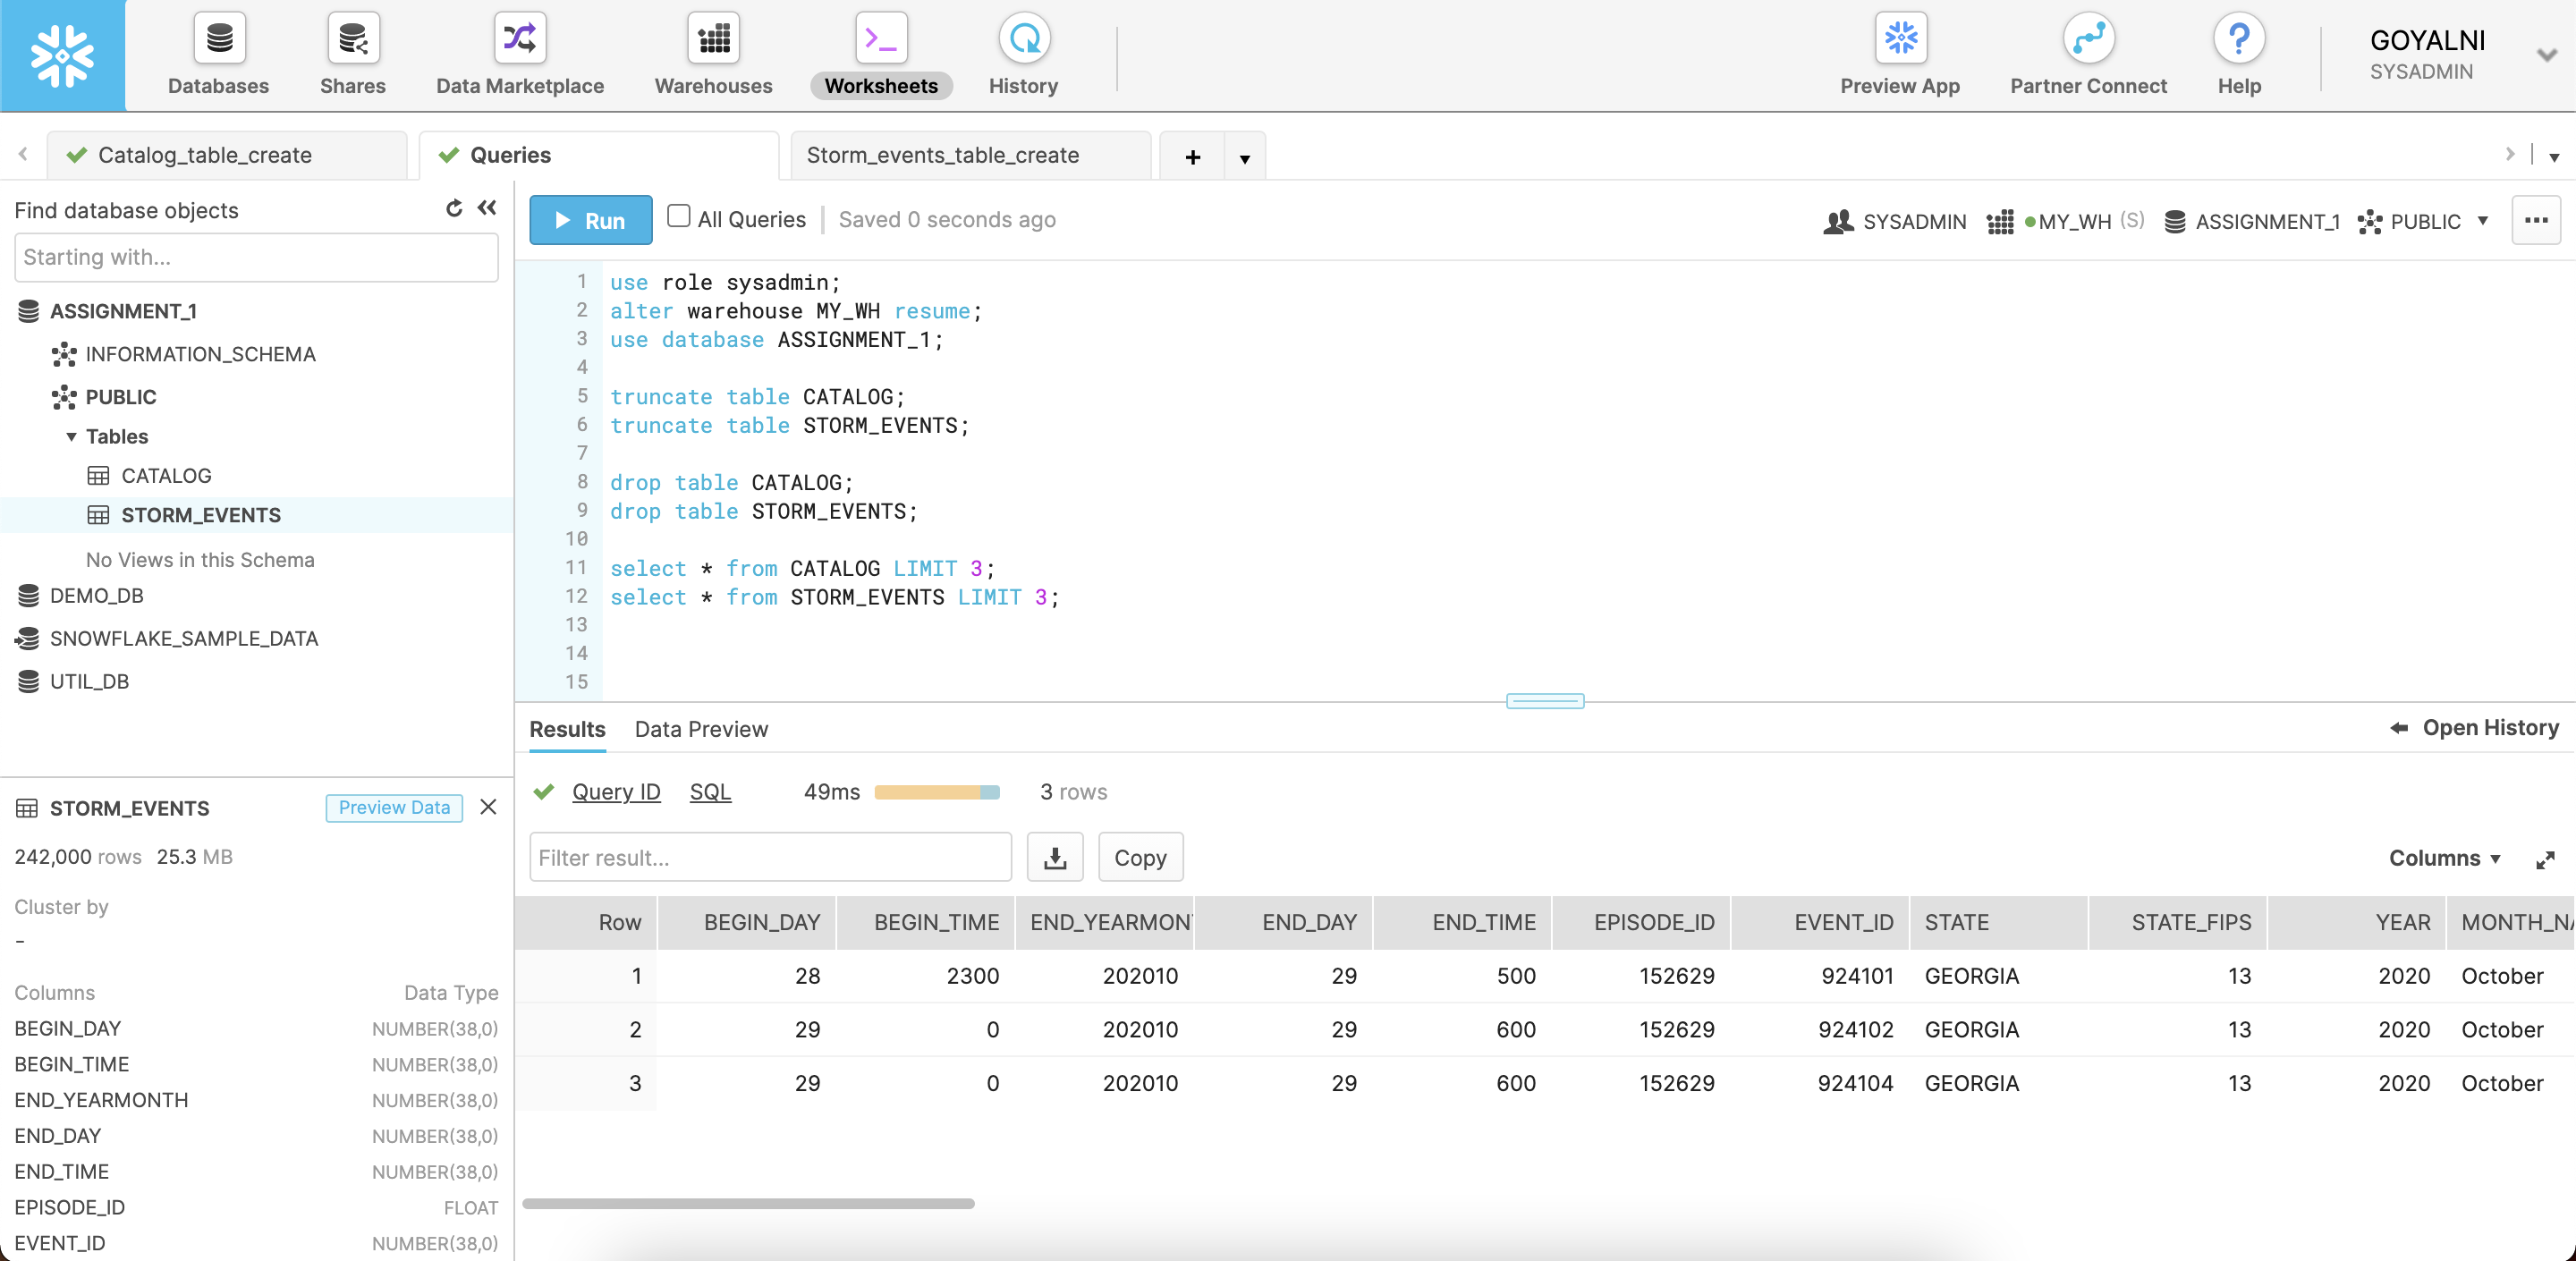 Databases
Shares
Data Marketplace
Warehouses
Worksheets
History
Preview App
Partner Connect
Help
GOYALNI
SYSADMIN
Catalog_table_create
Queries
Storm_events_table_create
+
Find database objects
Starting with...
ASSIGNMENT_1
INFORMATION_SCHEMA
PUBLIC
Tables
CATALOG
STORM_EVENTS
No Views in this Schema
DEMO_DB
SNOWFLAKE_SAMPLE_DATA
UTIL_DB
STORM_EVENTS
Preview Data
242,000 rows 25.3 MB
Cluster by
-
Columns Data Type
BEGIN_DAY NUMBER(38,0)
BEGIN_TIME NUMBER(38,0)
END_YEARMONTH NUMBER(38,0)
END_DAY NUMBER(38,0)
END_TIME NUMBER(38,0)
EPISODE_ID FLOAT
EVENT_ID NUMBER(38,0)
Run All Queries Saved 0 seconds ago
SYSADMIN MY_WH (S) ASSIGNMENT_1 PUBLIC ...
1 use role sysadmin;
2 alter warehouse MY_WH resume;
3 use database ASSIGNMENT_1;
4
5 truncate table CATALOG;
6 truncate table STORM_EVENTS;
7
8 drop table CATALOG;
9 drop table STORM_EVENTS;
10
11 select * from CATALOG LIMIT 3;
12 select * from STORM_EVENTS LIMIT 3;
13
14
15
Results Data Preview Open History
Query ID SQL 49ms 3 rows
Filter result... Copy Columns
Row BEGIN_DAY BEGIN_TIME END_YEARMON END_DAY END_TIME EPISODE_ID EVENT_ID STATE STATE_FIPS YEAR MONTH_NA
1 28 2300 202010 29 500 152629 924101 GEORGIA 13 2020 October
2 29 0 202010 29 600 152629 924102 GEORGIA 13 2020 October
3 29 0 202010 29 600 152629 924104 GEORGIA 13 2020 October